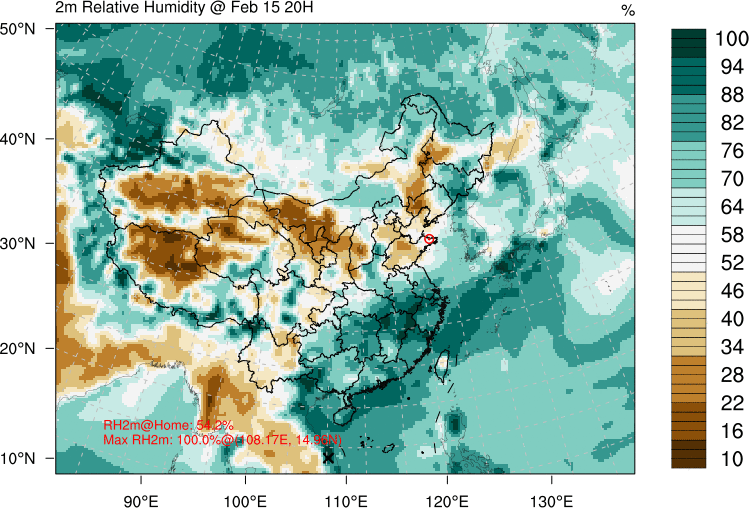 2m Relative Humidity @ Feb 15 20H
%
50°N
40°N
30°N
20°N
10°N
90°E
100°E
110°E
120°E
130°E
RH2m@Home: 54.2%
Max RH2m: 100.0%@(108.17E, 14.96N)
100
94
88
82
76
70
64
58
52
46
40
34
28
22
16
10